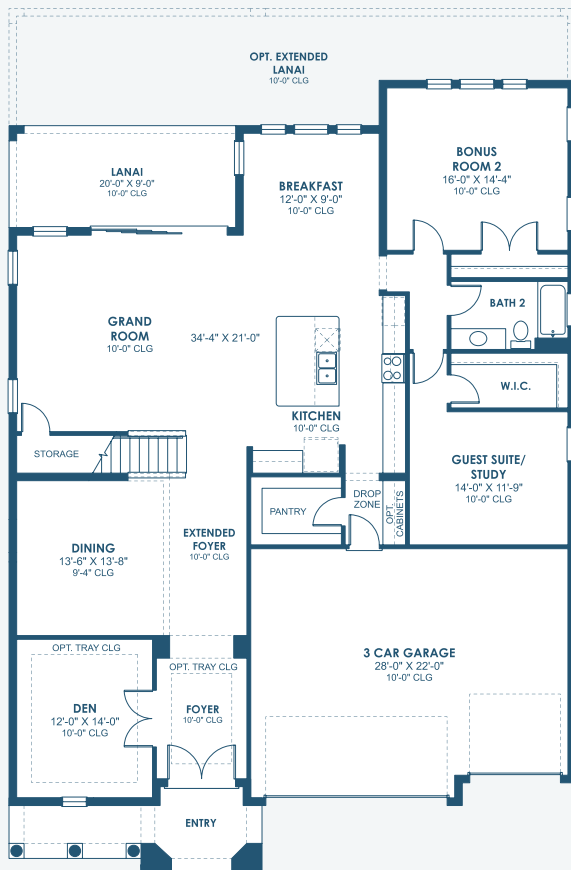 OPT. EXTENDED
LANAI
10'-0" CLG
LANAI
20'-0" X 9'-0"
10'-0" CLG
BREAKFAST
12'-0" X 9'-0"
10'-0" CLG
BONUS
ROOM 2
16'-0" X 14'-4"
10'-0" CLG
BATH 2
GRAND
ROOM
10'-0" CLG
34'-4" X 21'-0"
W.I.C.
KITCHEN
10'-0" CLG
STORAGE
GUEST SUITE/
STUDY
14'-0" X 11'-9"
10'-0" CLG
PANTRY
DROP
ZONE
OPT.
CABINETS
EXTENDED
FOYER
10'-0" CLG
DINING
13'-6" X 13'-8"
9'-4" CLG
OPT. TRAY CLG
DEN
12'-0" X 14'-0"
10'-0" CLG
OPT. TRAY CLG
FOYER
10'-0" CLG
3 CAR GARAGE
28'-0" X 22'-0"
10'-0" CLG
ENTRY